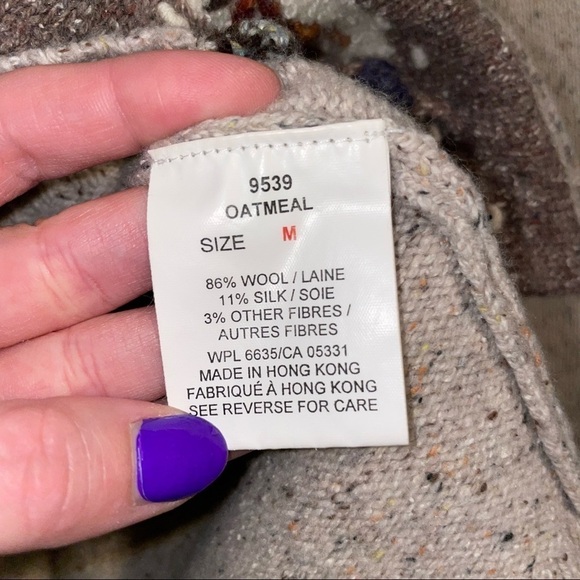 9539
OATMEAL
SIZE M
86% WOOL / LAINE
11% SILK / SOIE
3% OTHER FIBRES /
AUTRES FIBRES
WPL 6635/CA 05331
MADE IN HONG KONG
FABRIQUÉ À HONG KONG
SEE REVERSE FOR CARE